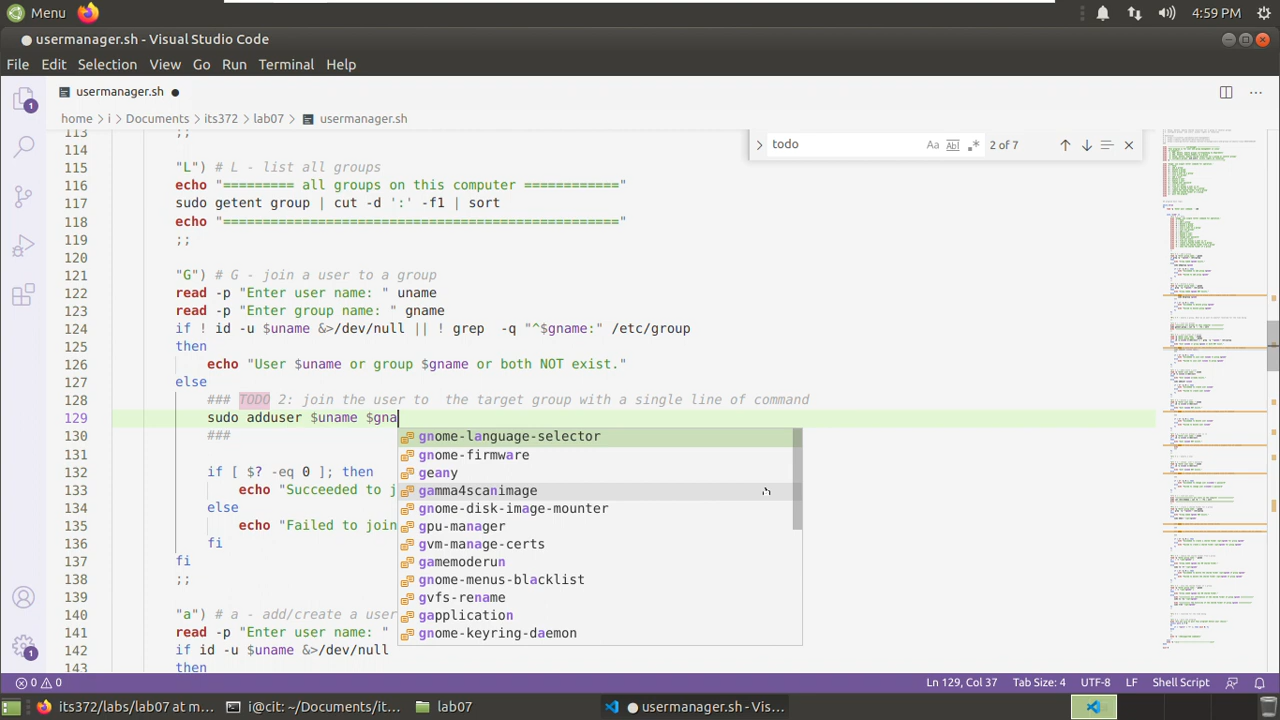 Menu
4:59 PM
usermanager.sh - Visual Studio Code
File Edit Selection View Go Run Terminal Help
usermanager.sh
home > i > Documents > its372 > lab07 > usermanager.sh
todo
Aa Abl .* 2 of 7
113 ;;
114
115 "L") # L - list all groups
116 echo "========= all groups on this computer ============"
117 sudo getent group | cut -d ':' -f1 | sort
118 echo "=================================================="
119 ;;
120
121 "G") # G - join a user to a group
122 read -p "Enter user name: " uname
123 read -p "Enter group name: " gname
124 if ! id -u $uname &>/dev/null || ! grep -q "^$gname:" /etc/group
125 then
126 echo "User $uname or group $gname or both NOT exist."
127 else
128 ### TODO 2: join the user to the target group with a single line of command
129 sudo adduser $uname $gna
130 ###
131
132 if [ $? -eq 0 ]; then
133 echo "Succeeded to j
134 else
135 echo "Failed to join
136 fi
137 fi
138 ;;
139
140 "a") # a - add/create a user
141 read -p "Enter user name: "
142 if id -u $uname &>/dev/null
143 then
gnome-language-selector
gnome-firmware
geany
gamma4scanimage
gnome-disk-image-mounter
gpu-manager
gvm-manage-certs
gamemoderun
gnome-menus-blacklist
gvfs-rename
gapplication
gnome-keyring-daemon
1
1
0 0
Ln 129, Col 37 Tab Size: 4 UTF-8 LF Shell Script
its372/labs/lab07 at m... i@cit: ~/Documents/it... lab07 usermanager.sh - Visu...